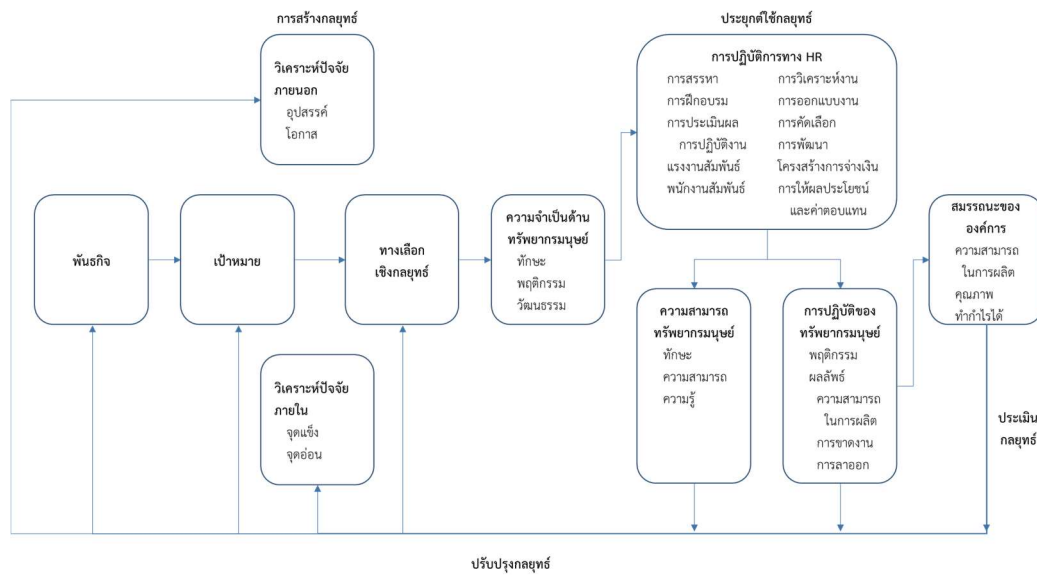 การสร้างกลยุทธ์
ประยุกต์ใช้กลยุทธ์
วิเคราะห์ปัจจัย
ภายนอก
อุปสรรค์
โอกาส
การปฏิบัติการทาง HR
การสรรหา
การฝึกอบรม
การประเมินผล
การปฏิบัติงาน
แรงงานสัมพันธ์
พนักงานสัมพันธ์
การวิเคราะห์งาน
การออกแบบงาน
การคัดเลือก
การพัฒนา
โครงสร้างการจ่างเงิน
การให้ผลประโยชน์
และค่าตอบแทน
พันธกิจ
เป้าหมาย
ทางเลือก
เชิงกลยุทธ์
ความจำเป็นด้าน
ทรัพยากรมนุษย์
ทักษะ
พฤติกรรม
วัฒนธรรม
สมรรถนะของ
องค์การ
ความสามารถ
ในการผลิต
คุณภาพ
ทำกำไรได้
ความสามารถ
ทรัพยากรมนุษย์
ทักษะ
ความสามารถ
ความรู้
การปฏิบัติของ
ทรัพยากรมนุษย์
พฤติกรรม
ผลลัพธ์
ความสามารถ
ในการผลิต
การขาดงาน
การลาออก
วิเคราะห์ปัจจัย
ภายใน
จุดแข็ง
จุดอ่อน
ประเมิน
กลยุทธ์
ปรับปรุงกลยุทธ์